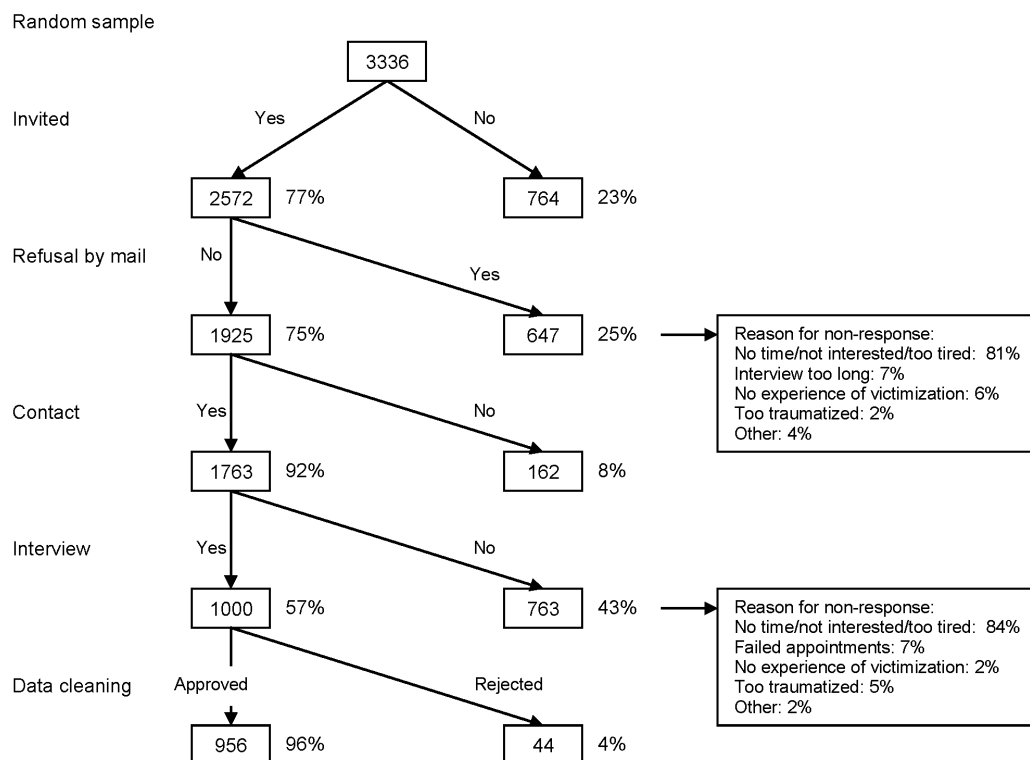 Random sample
3336
Invited
Yes
No
2572
77%
764
23%
Refusal by mail
No
Yes
1925
75%
647
25%
Reason for non-response:
No time/not interested/too tired: 81%
Interview too long: 7%
No experience of victimization: 6%
Too traumatized: 2%
Other: 4%
Contact
Yes
No
1763
92%
162
8%
Interview
Yes
No
1000
57%
763
43%
Reason for non-response:
No time/not interested/too tired: 84%
Failed appointments: 7%
No experience of victimization: 2%
Too traumatized: 5%
Other: 2%
Data cleaning
Approved
Rejected
956
96%
44
4%